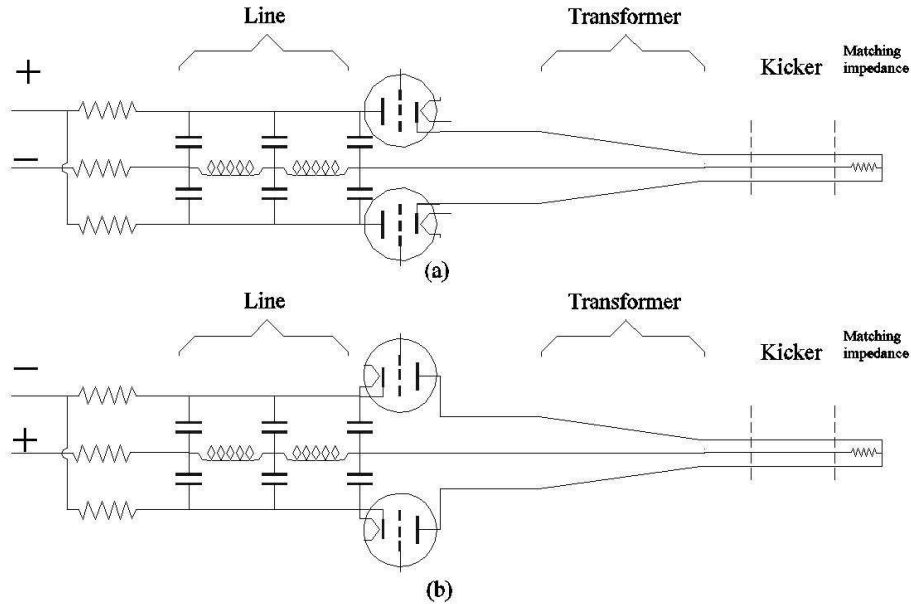 (a)
Line
Transformer
Kicker
Matching
impedance
+
−
(b)
Line
Transformer
Kicker
Matching
impedance
−
+